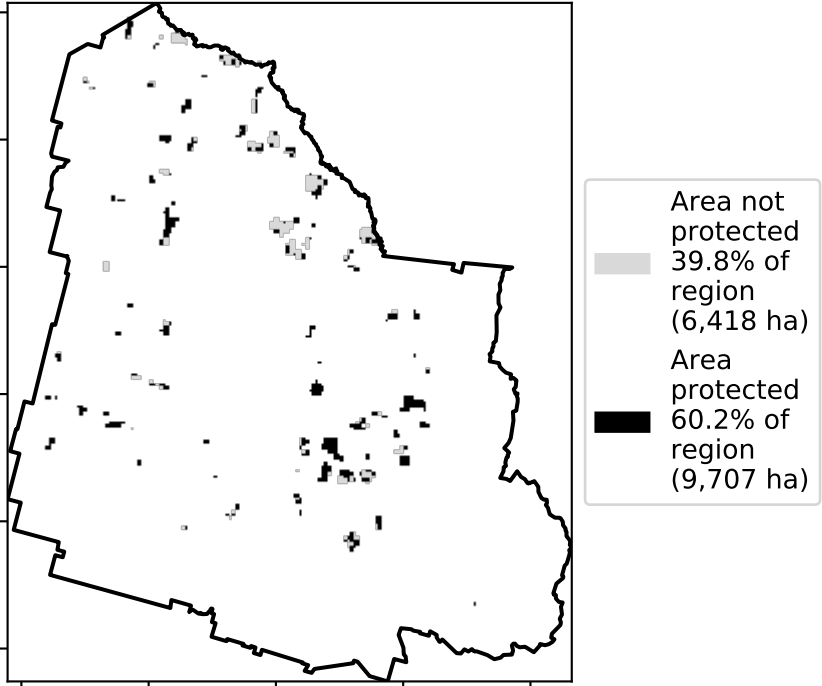 Area not
protected
39.8% of
region
(6,418 ha)
Area
protected
60.2% of
region
(9,707 ha)